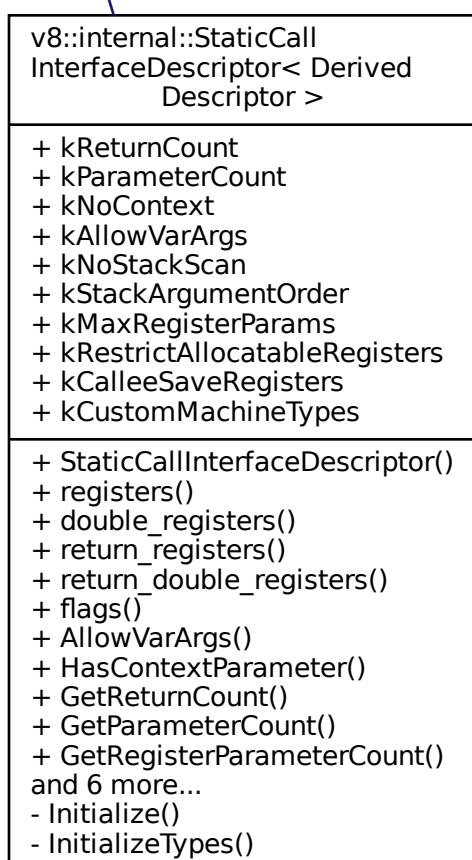 v8::internal::StaticCall
InterfaceDescriptor< Derived
Descriptor >
+ kReturnCount
+ kParameterCount
+ kNoContext
+ kAllowVarArgs
+ kNoStackScan
+ kStackArgumentOrder
+ kMaxRegisterParams
+ kRestrictAllocatableRegisters
+ kCalleeSaveRegisters
+ kCustomMachineTypes
+ StaticCallInterfaceDescriptor()
+ registers()
+ double_registers()
+ return_registers()
+ return_double_registers()
+ flags()
+ AllowVarArgs()
+ HasContextParameter()
+ GetReturnCount()
+ GetParameterCount()
+ GetRegisterParameterCount()
and 6 more...
- Initialize()
- InitializeTypes()